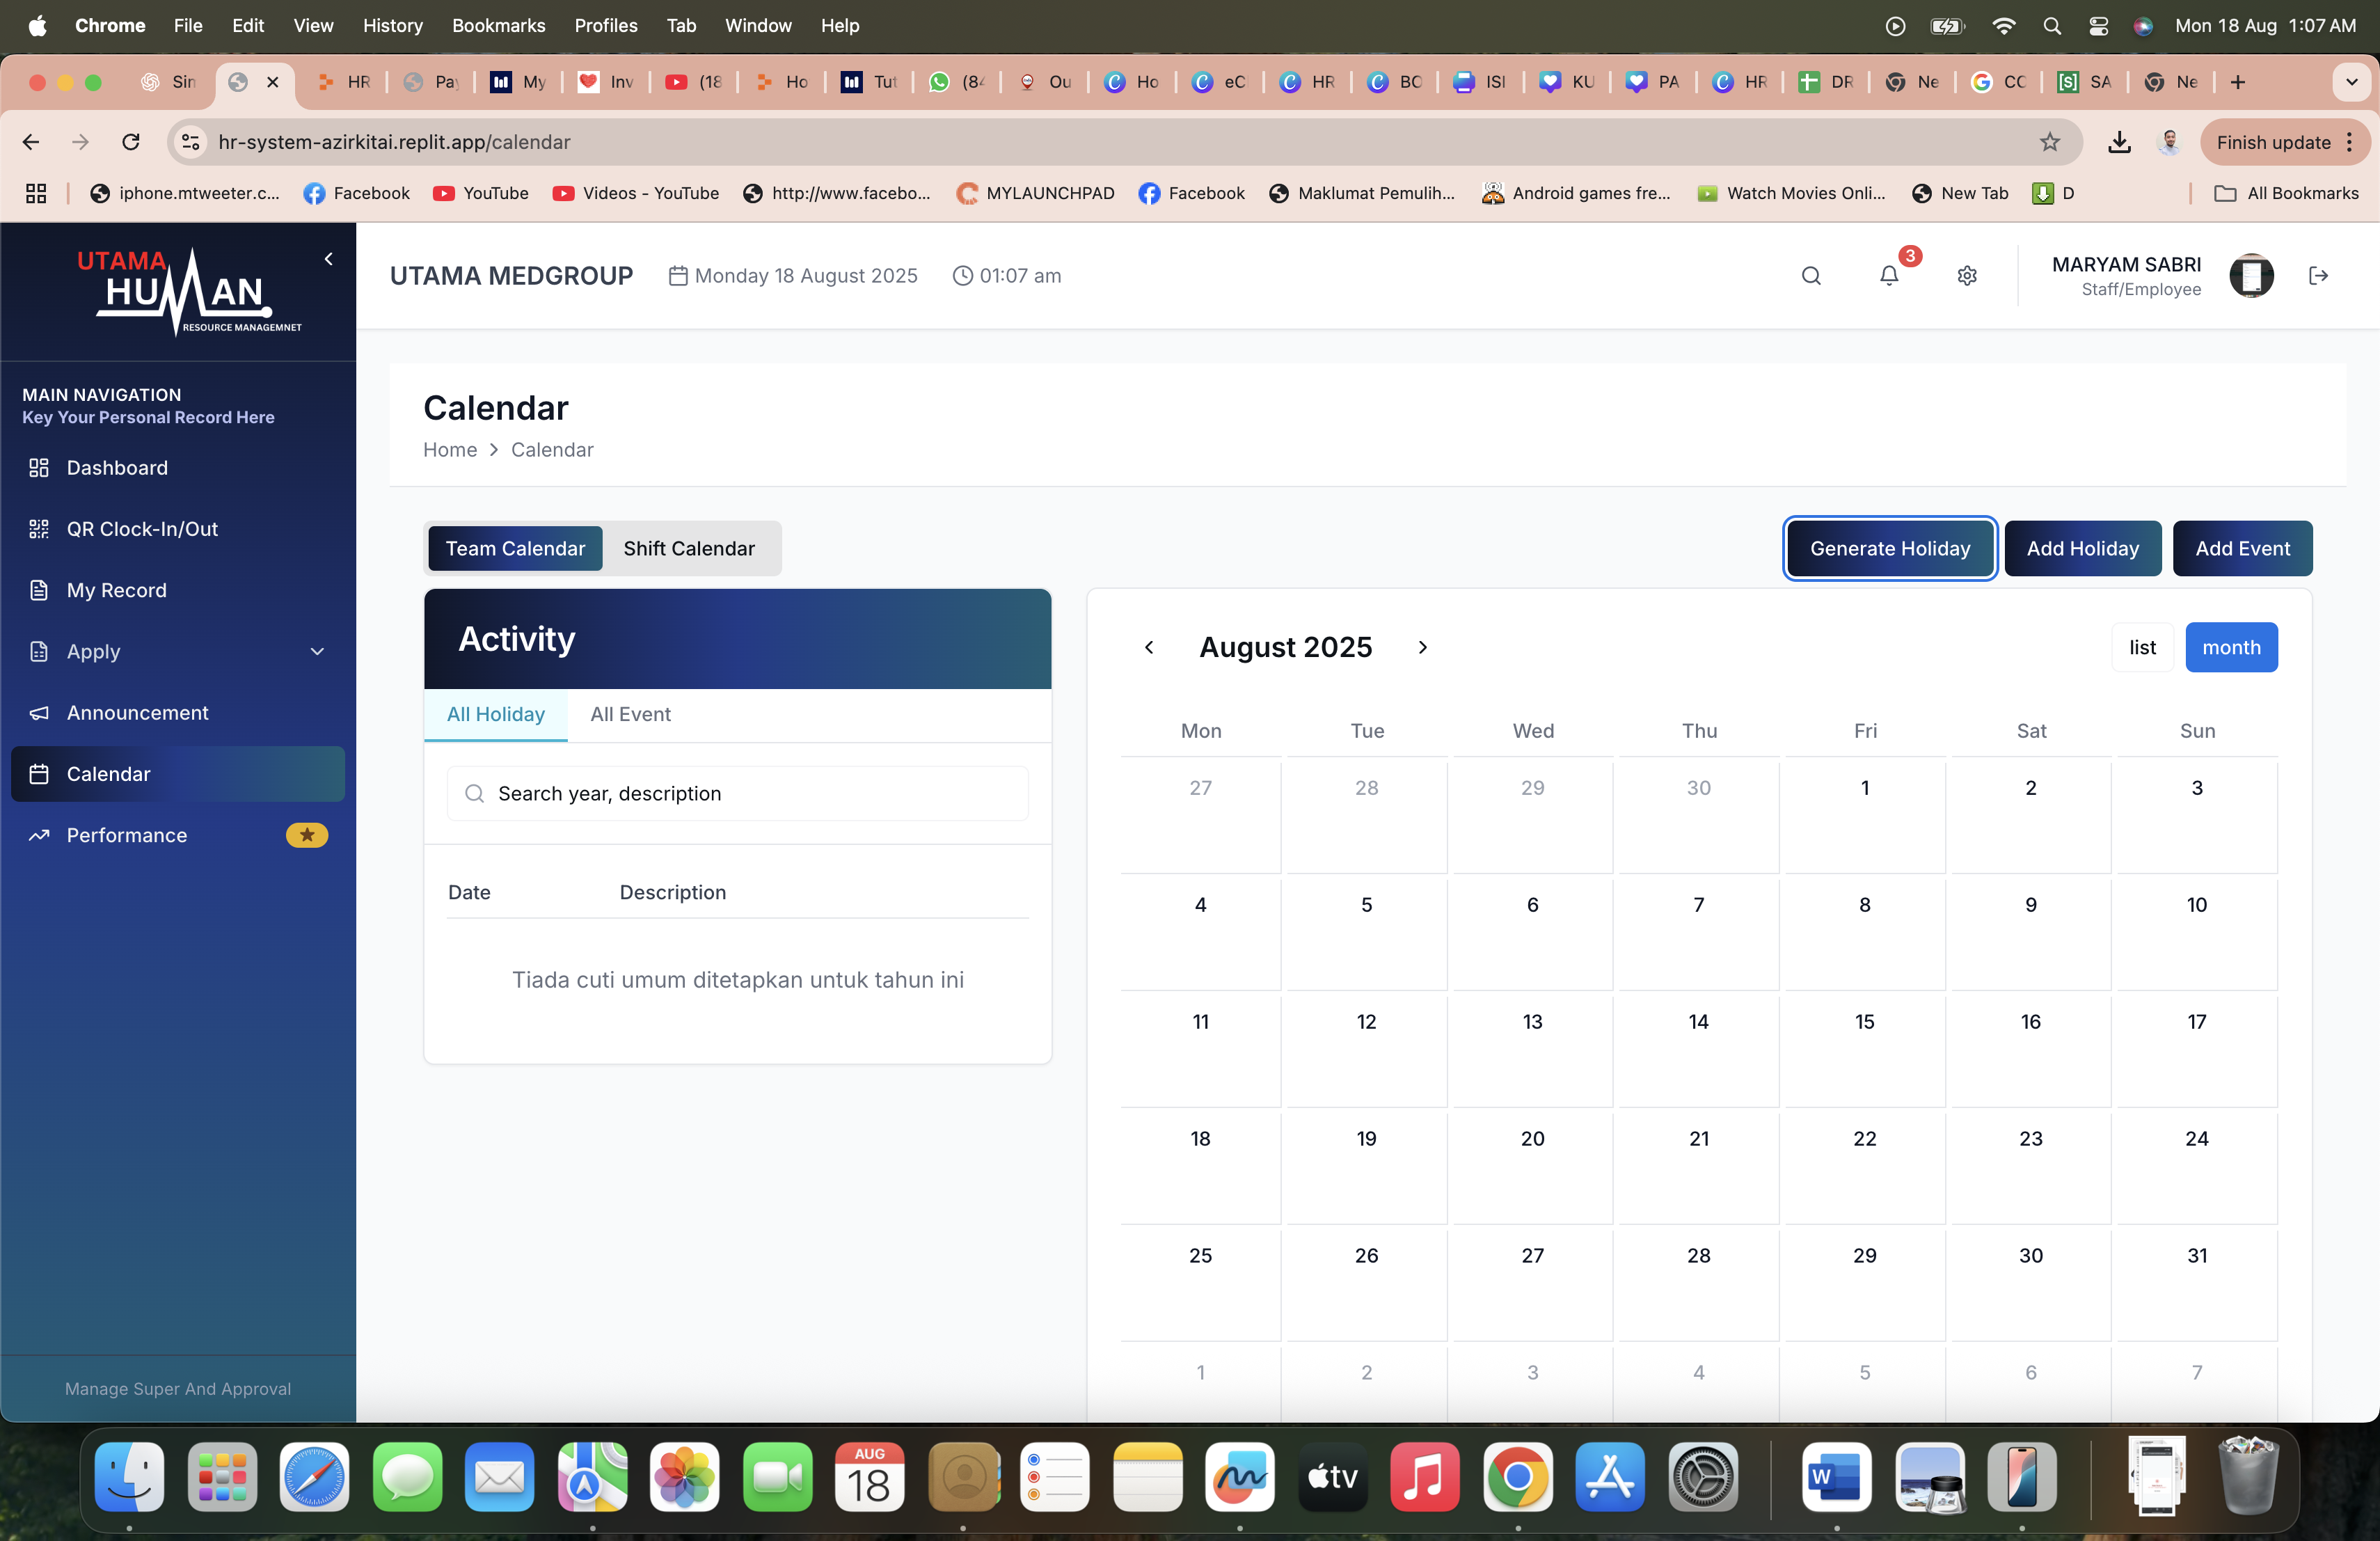 Chrome File Edit View History Bookmarks Profiles Tab Window Help Mon 18 Aug 1:07 AM
Sin HR Pay My Inv (18 Ho Tut (84 Ou Ho eC HR BO ISI KU PA HR DR Ne CC SA Ne
hr-system-azirkitai.replit.app/calendar Finish update
iphone.mtweeter.c... Facebook YouTube Videos - YouTube http://www.facebo... MYLAUNCHPAD Facebook Maklumat Pemulih... Android games fre... Watch Movies Onli... New Tab D All Bookmarks
UTAMA
HUMAN
RESOURCE MANAGEMNET
UTAMA MEDGROUP Monday 18 August 2025 01:07 am 3
MARYAM SABRI
Staff/Employee
MAIN NAVIGATION
Key Your Personal Record Here
Dashboard
QR Clock-In/Out
My Record
Apply
Announcement
Calendar
Performance
Manage Super And Approval
Calendar
Home > Calendar
Team Calendar Shift Calendar
Generate Holiday Add Holiday Add Event
Activity
All Holiday All Event
Search year, description
Date Description
Tiada cuti umum ditetapkan untuk tahun ini
August 2025
list month
Mon Tue Wed Thu Fri Sat Sun
27 28 29 30 1 2 3
4 5 6 7 8 9 10
11 12 13 14 15 16 17
18 19 20 21 22 23 24
25 26 27 28 29 30 31
1 2 3 4 5 6 7
AUG
18
tv
W